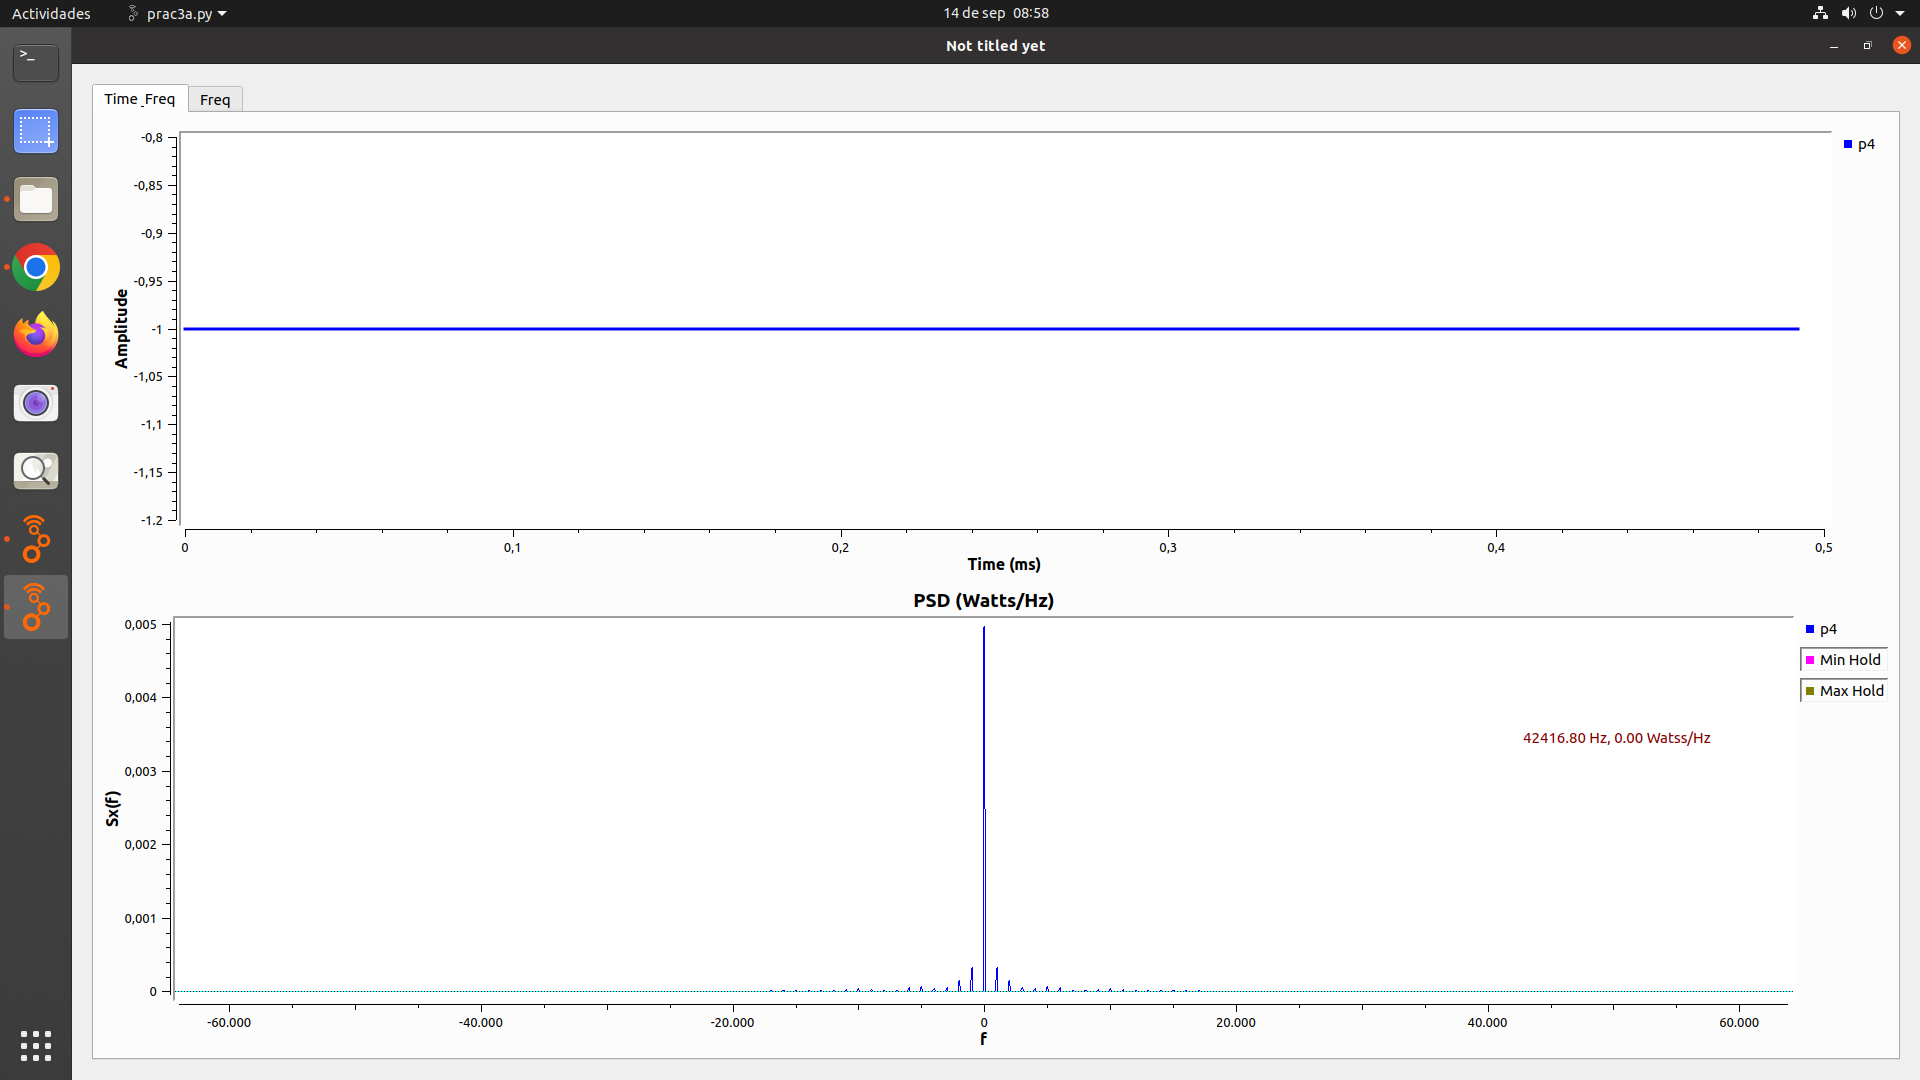 Actividades
prac3a.py
14 de sep 08:58
Not titled yet
Time_Freq
Freq
-0,8
-0,85
-0,9
-0,95
-1
-1,05
-1,1
-1,15
-1.2
Amplitude
p4
0 0,1 0,2 0,3 0,4 0,5
Time (ms)
PSD (Watts/Hz)
0,005
0,004
0,003
0,002
0,001
0
Sx(f)
p4
Min Hold
Max Hold
42416.80 Hz, 0.00 Watss/Hz
-60.000 -40.000 -20.000 0 20.000 40.000 60.000
f